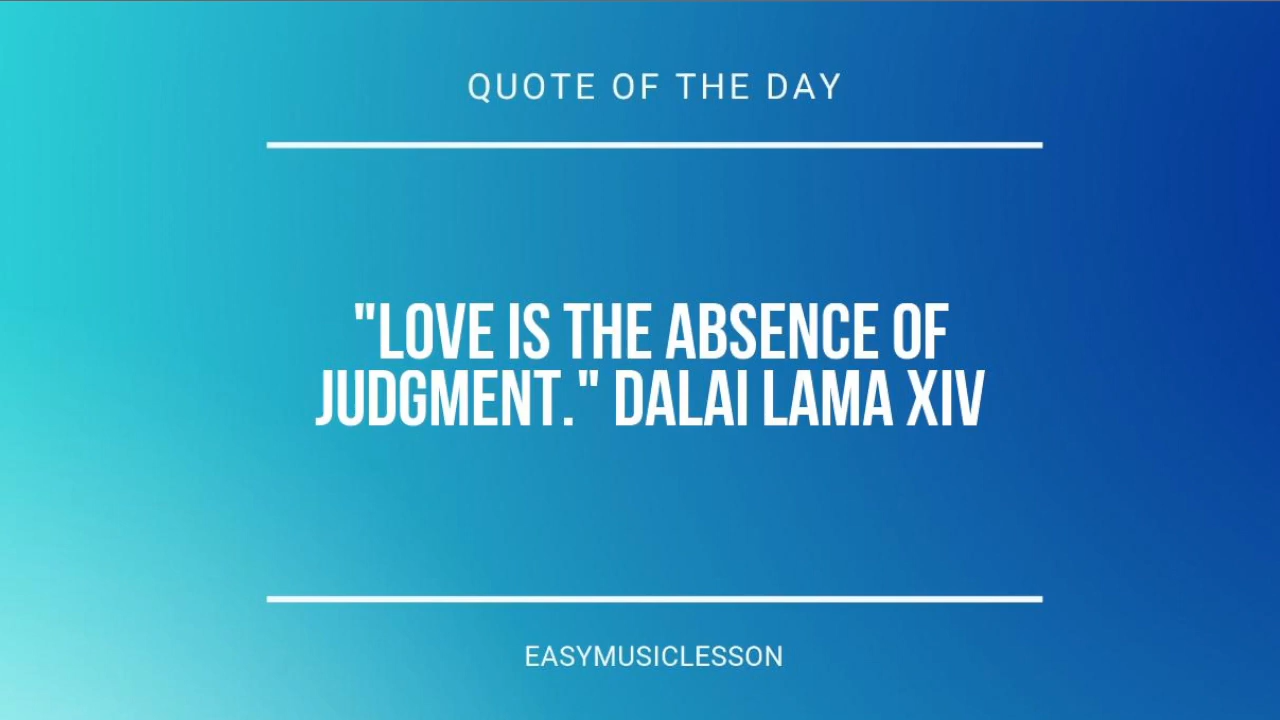 QUOTE OF THE DAY
"LOVE IS THE ABSENCE OF
JUDGMENT." DALAI LAMA XIV
EASYMUSICLESSON